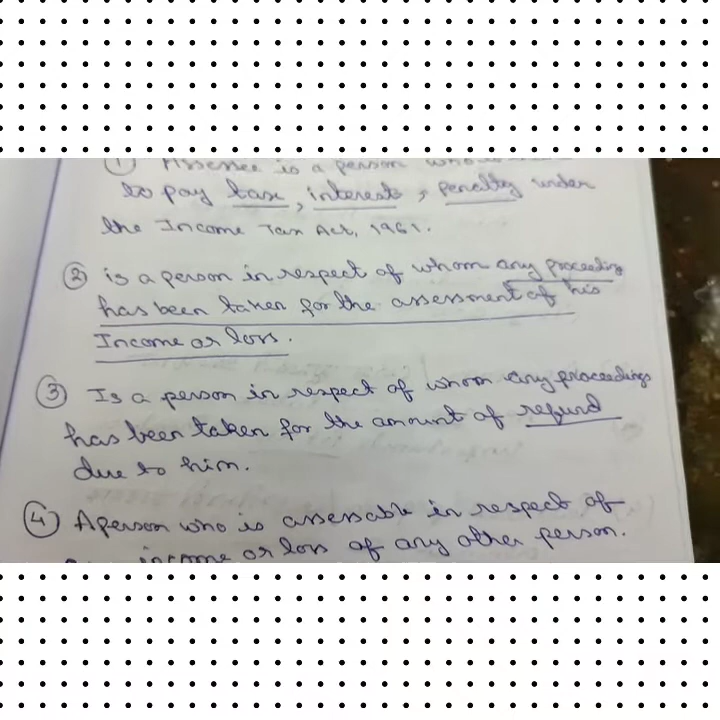 ① Assessee is a person who is
to pay tax, interest, penalty under
the Income Tax Act, 1961.
② is a person in respect of whom any proceeding
has been taken for the assessment of his
Income or loss.
③ Is a person in respect of whom any proceedings
has been taken for the amount of refund
due to him.
④ A person who is assessable in respect of
income or loss of any other person.